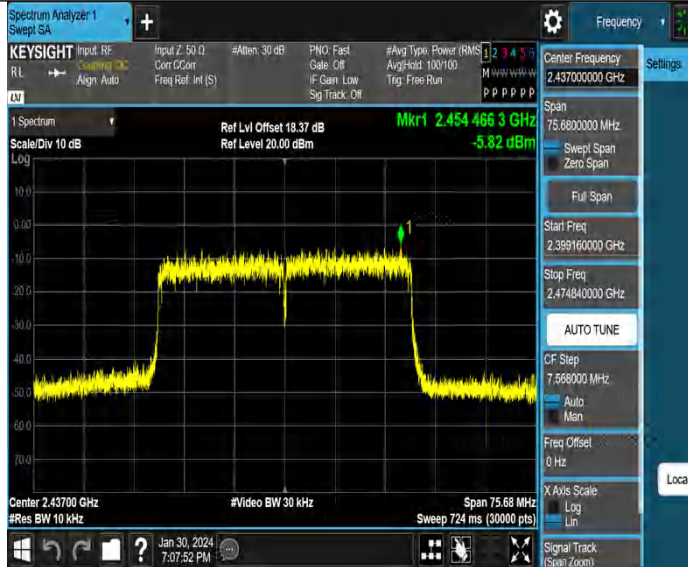 Spectrum Analyzer 1
Swept SA
+
Frequency
KEYSIGHT
RL
Input: RF
Coupling: DC
Align: Auto
Input Z: 50 Ω
Corr CCorr
Freq Ref: Int (S)
#Atten: 30 dB
PNO: Fast
Gate: Off
IF Gain: Low
Sig Track: Off
#Avg Type: Power (RMS
Avg|Hold: 100/100
Trig: Free Run
1 2 3 4 5 6
M W W W W W
P P P P P P
LXI
1 Spectrum
Scale/Div 10 dB
Log
Ref Lvl Offset 18.37 dB
Ref Level 20.00 dBm
Mkr1 2.454 466 3 GHz
-5.82 dBm
10.0
0.00
-10.0
-20.0
-30.0
-40.0
-50.0
-60.0
-70.0
1
Center 2.43700 GHz
#Res BW 10 kHz
#Video BW 30 kHz
Span 75.68 MHz
Sweep 724 ms (30000 pts)
Jan 30, 2024
7:07:52 PM
Center Frequency
2.437000000 GHz
Span
75.6800000 MHz
Swept Span
Zero Span
Full Span
Start Freq
2.399160000 GHz
Stop Freq
2.474840000 GHz
AUTO TUNE
CF Step
7.568000 MHz
Auto
Man
Freq Offset
0 Hz
X Axis Scale
Log
Lin
Signal Track
(Span Zoom)
Settings
Loca